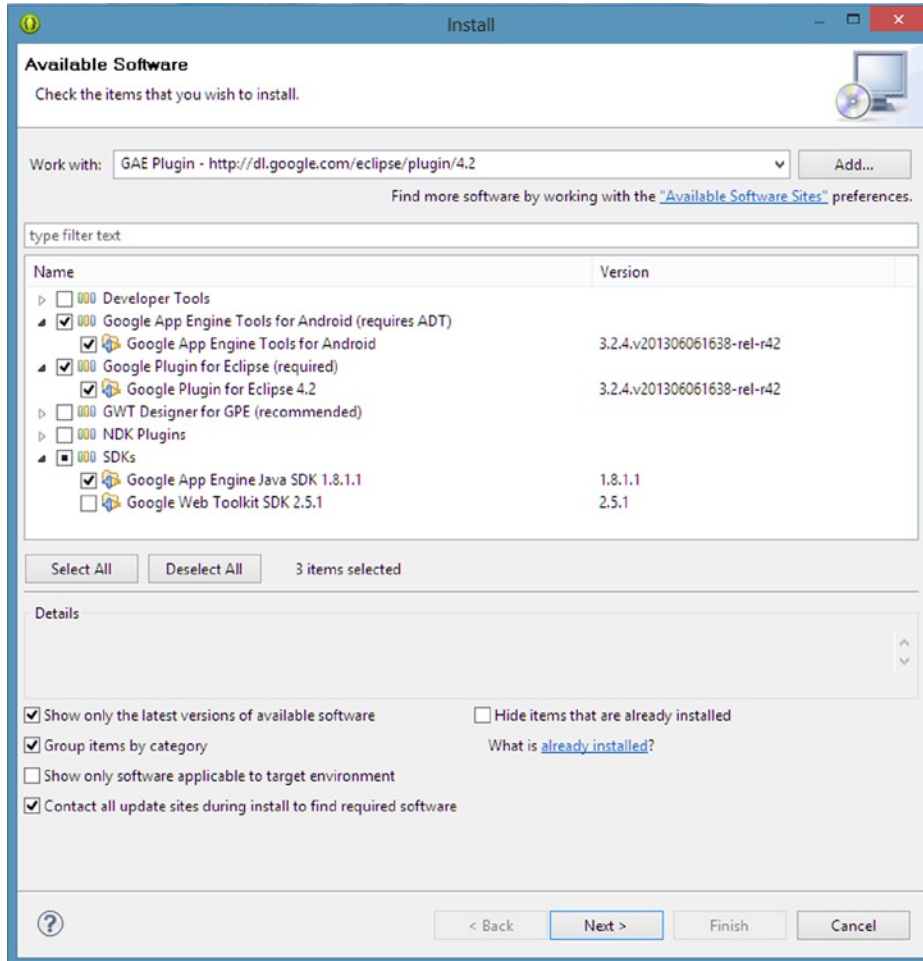 Install
Available Software
Check the items that you wish to install.
Work with: GAE Plugin - http://dl.google.com/eclipse/plugin/4.2 Add...
Find more software by working with the "Available Software Sites" preferences.
type filter text
Name Version
Developer Tools
Google App Engine Tools for Android (requires ADT)
Google App Engine Tools for Android 3.2.4.v201306061638-rel-r42
Google Plugin for Eclipse (required)
Google Plugin for Eclipse 4.2 3.2.4.v201306061638-rel-r42
GWT Designer for GPE (recommended)
NDK Plugins
SDKs
Google App Engine Java SDK 1.8.1.1 1.8.1.1
Google Web Toolkit SDK 2.5.1 2.5.1
Select All Deselect All 3 items selected
Details
Show only the latest versions of available software Hide items that are already installed
Group items by category What is already installed?
Show only software applicable to target environment
Contact all update sites during install to find required software
? < Back Next > Finish Cancel